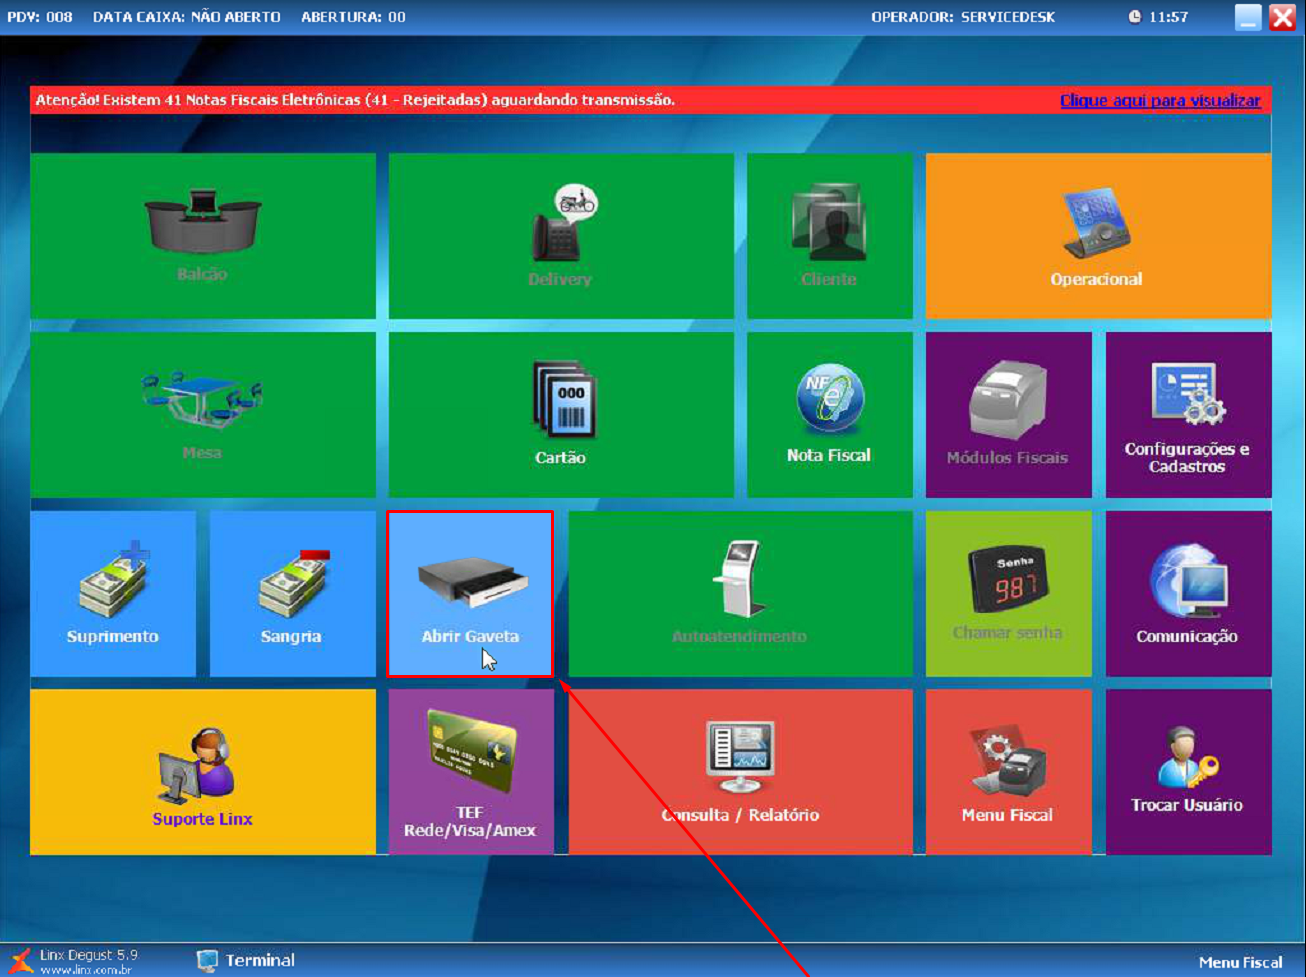 PDV: 008 DATA CAIXA: NÃO ABERTO ABERTURA: 00 OPERADOR: SERVICEDESK 11:57
Atenção! Existem 41 Notas Fiscais Eletrônicas (41 - Rejeitadas) aguardando transmissão. Clique aqui para visualizar
Balcão
Delivery
Cliente
Operacional
Mesa
000
Cartão
NF
e
Nota Fiscal
Módulos Fiscais
Configurações e
Cadastros
Suprimento
Sangria
Abrir Gaveta
Autoatendimento
Senha
987
Chamar senha
Comunicação
Suporte Linx
TEF
Rede/Visa/Amex
Consulta / Relatório
Menu Fiscal
Trocar Usuário
Linx Degust 5.9
www.linx.com.br
Terminal
Menu Fiscal